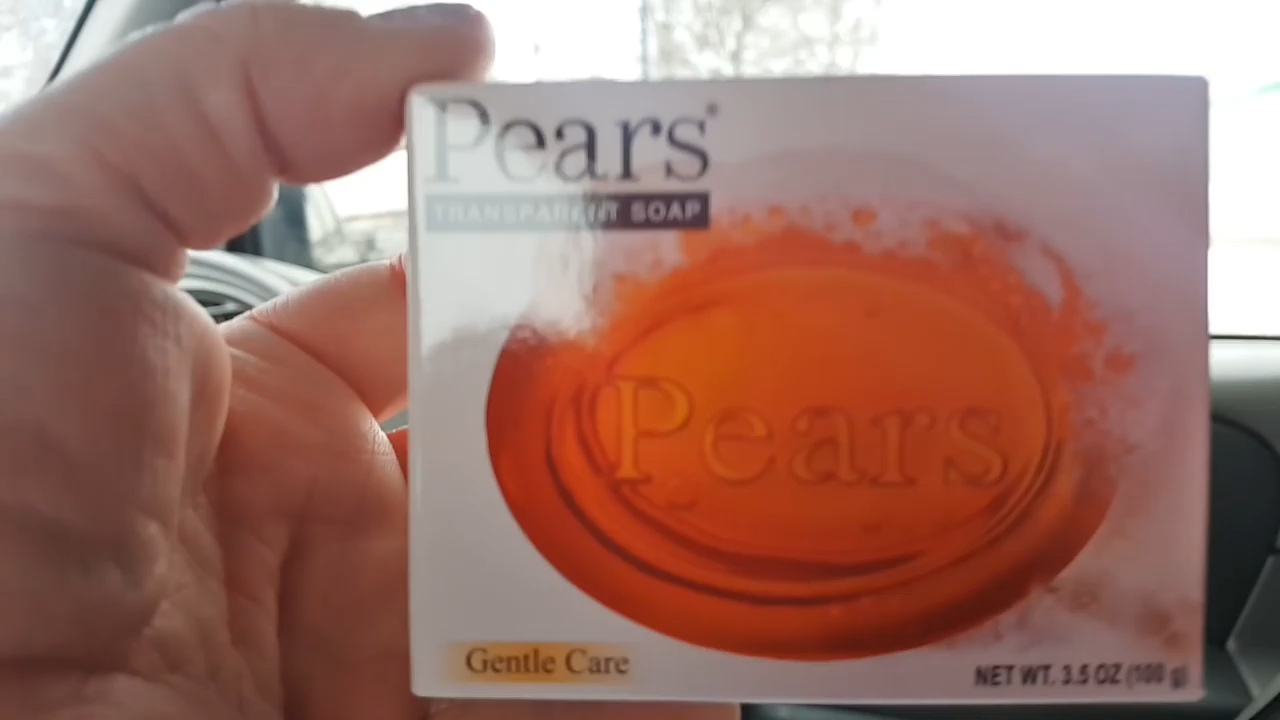 Pears®
TRANSPARENT SOAP
Pears
Gentle Care
NET WT. 3.5 OZ (100 g)